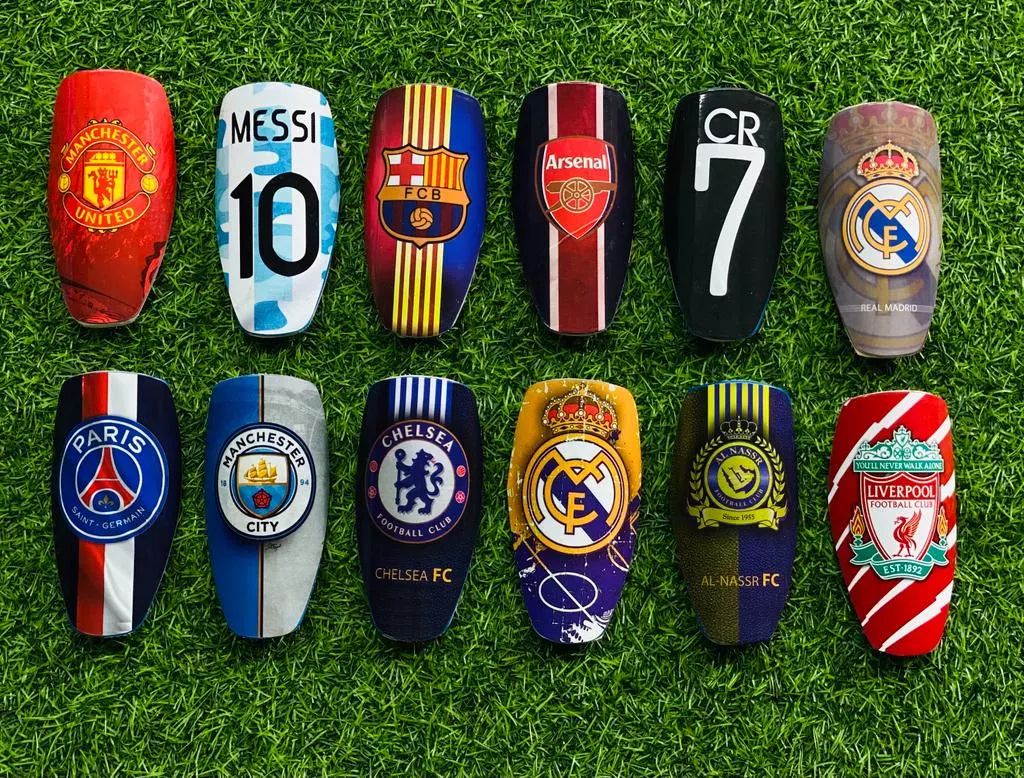 MANCHESTER
UNITED
MESSI
10
FCB
Arsenal
CR
7
REAL MADRID
PARIS
SAINT-GERMAIN
MANCHESTER
18 94
CITY
CHELSEA
FOOTBALL CLUB
CHELSEA FC
AL NASSR
FOOTBALL CLUB
Since 1955
AL-NASSR FC
YOU'LL NEVER WALK ALONE
LIVERPOOL
FOOTBALL CLUB
EST·1892